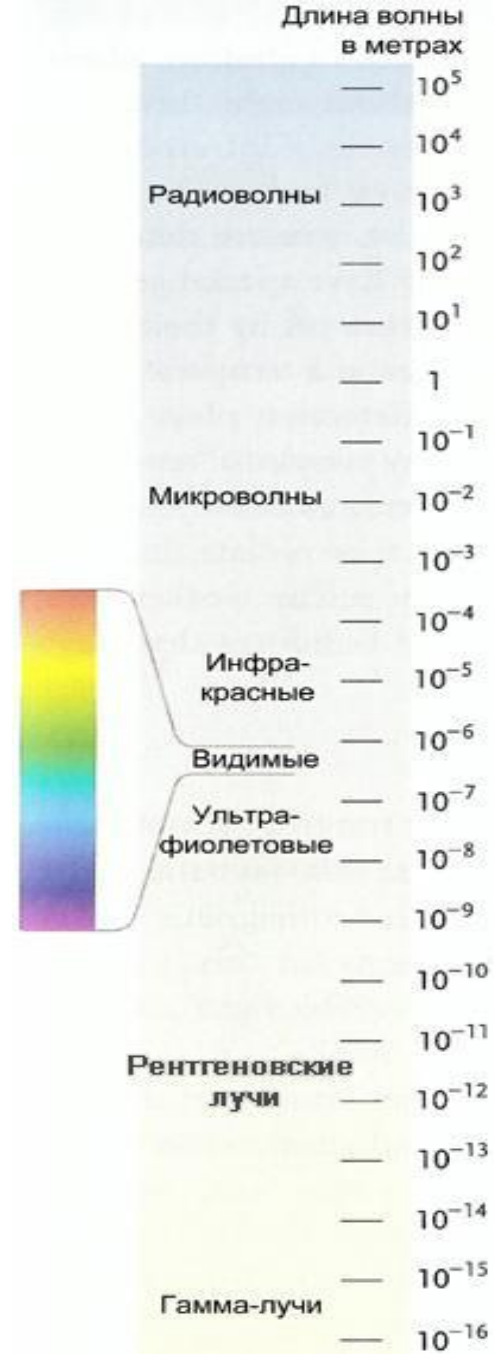 Длина волны
в метрах
10⁵
10⁴
Радиоволны 10³
10²
10¹
1
10⁻¹
Микроволны 10⁻²
10⁻³
10⁻⁴
Инфра-
красные 10⁻⁵
10⁻⁶
Видимые
10⁻⁷
Ультра-
фиолетовые 10⁻⁸
10⁻⁹
10⁻¹⁰
10⁻¹¹
Рентгеновские
лучи 10⁻¹²
10⁻¹³
10⁻¹⁴
10⁻¹⁵
Гамма-лучи
10⁻¹⁶